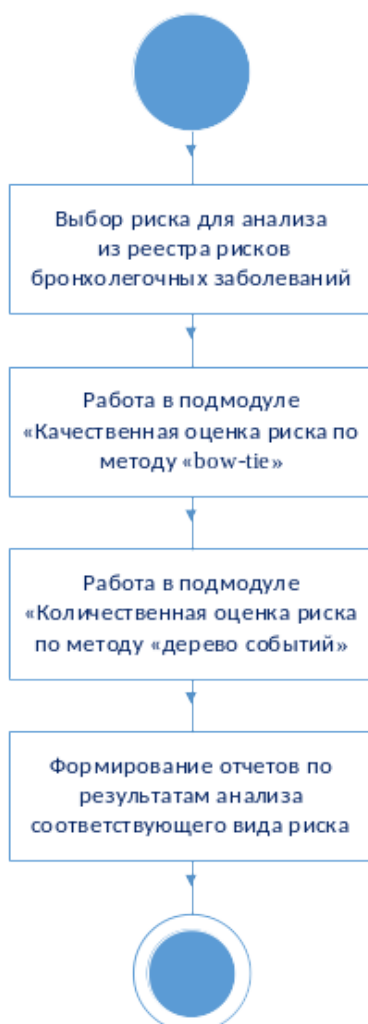 Выбор риска для анализа
из реестра рисков
бронхолегочных заболеваний
Работа в подмодуле
«Качественная оценка риска по
методу «bow-tie»
Работа в подмодуле
«Количественная оценка риска
по методу «дерево событий»
Формирование отчетов по
результатам анализа
соответствующего вида риска